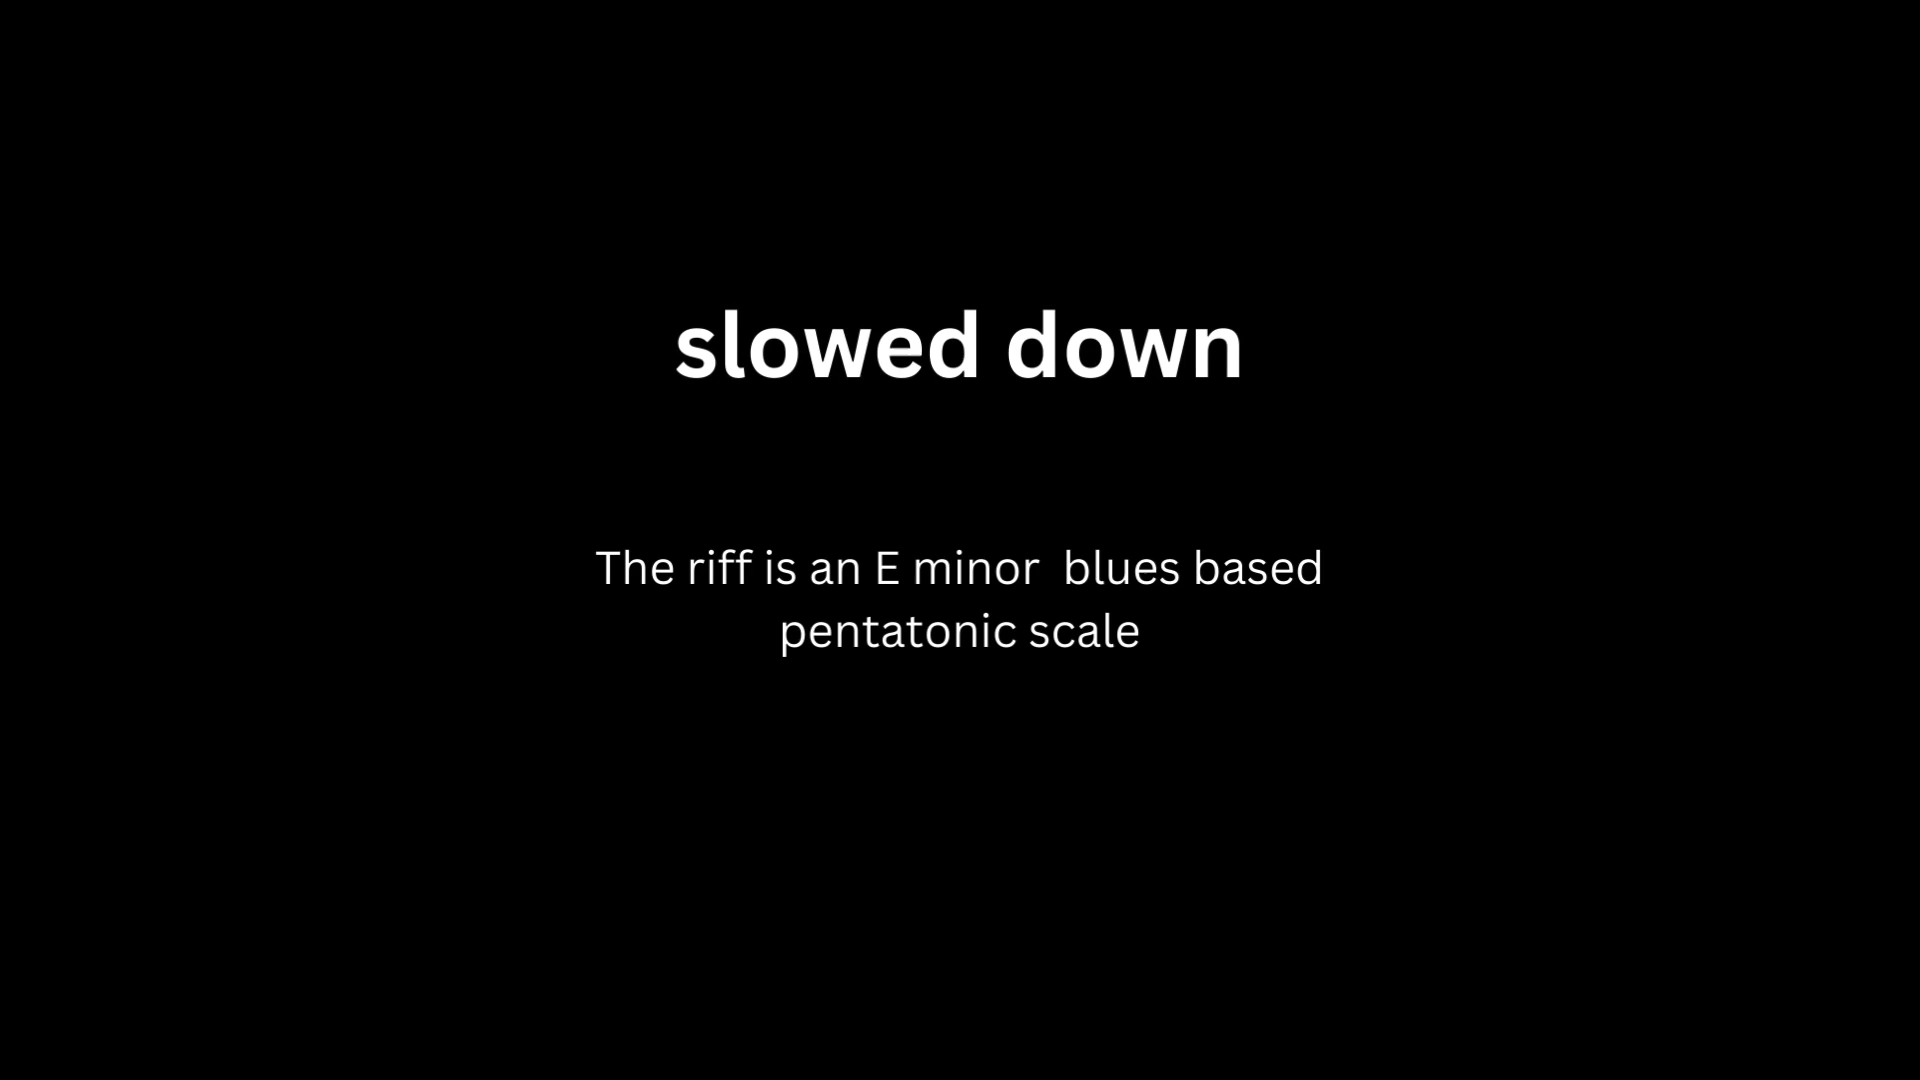 slowed down
The riff is an E minor  blues based
pentatonic scale